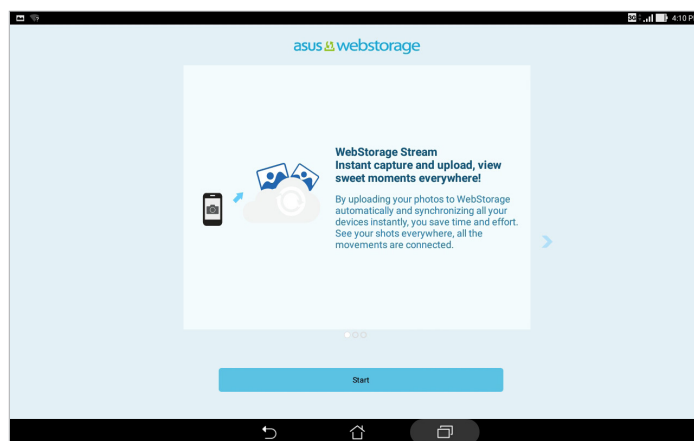 3G 4:10 P
asus webstorage
WebStorage Stream
Instant capture and upload, view
sweet moments everywhere!
By uploading your photos to WebStorage
automatically and synchronizing all your
devices instantly, you save time and effort.
See your shots everywhere, all the
movements are connected.
Start